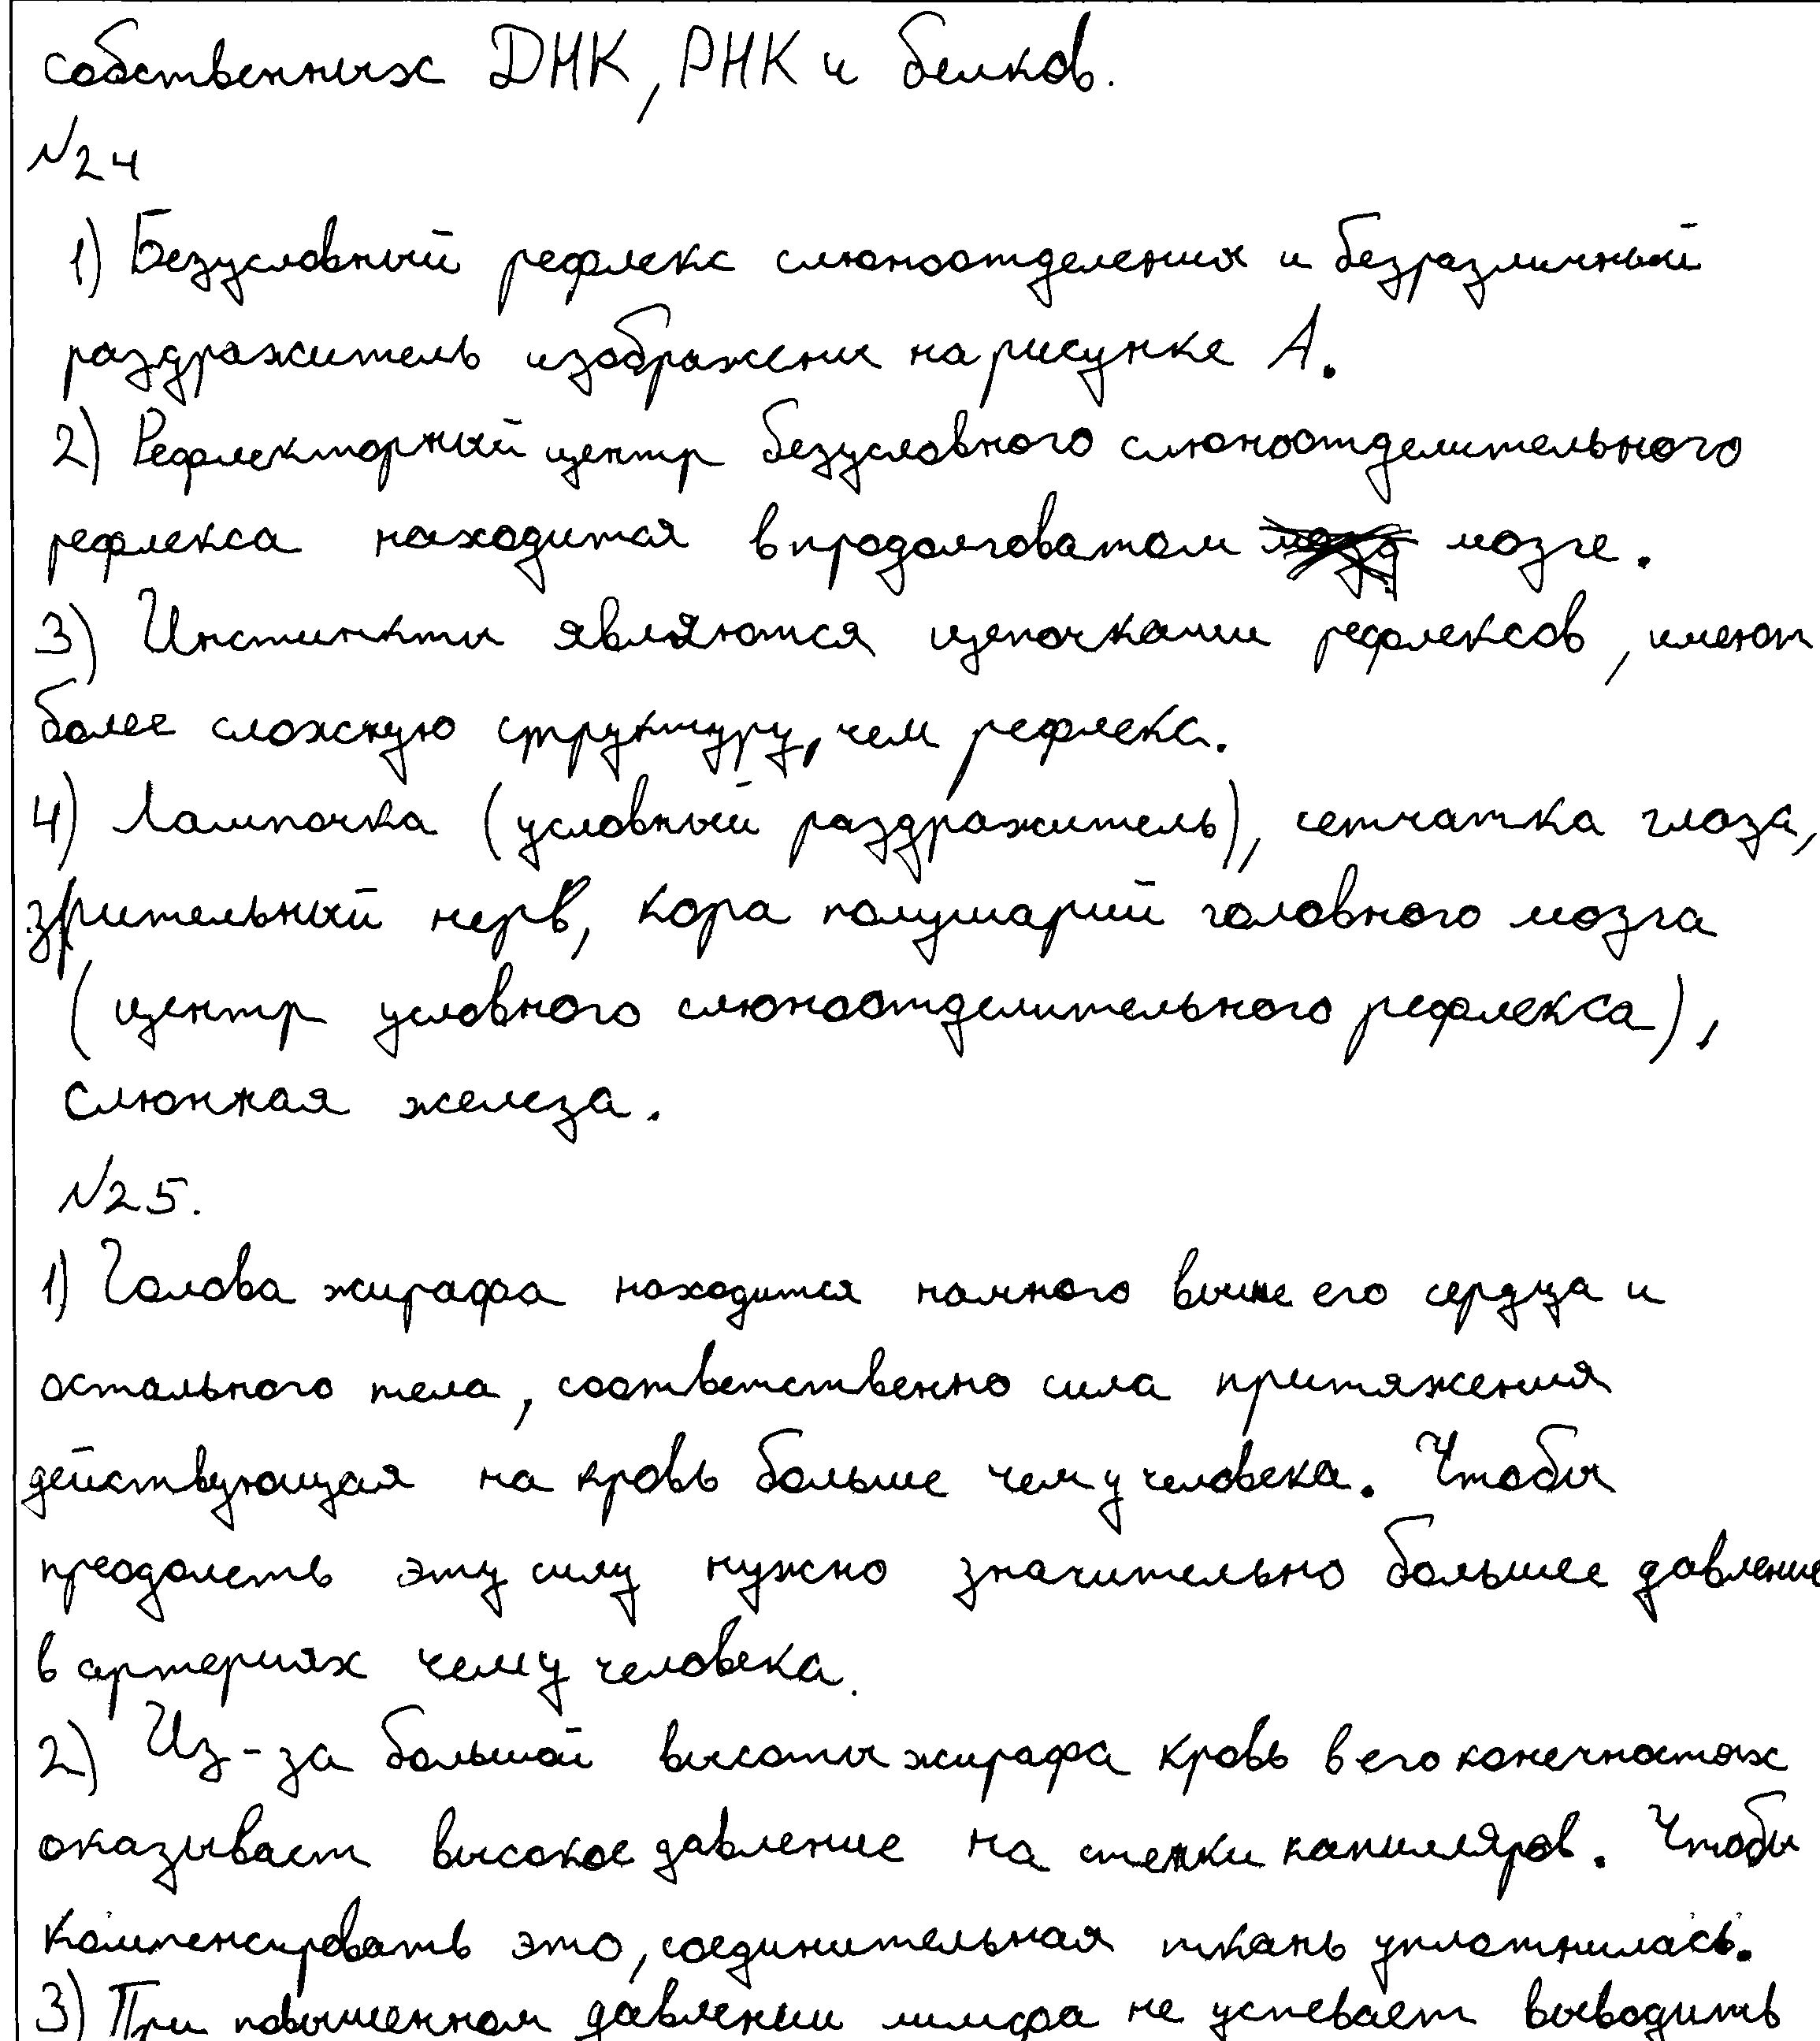 собственных ДНК, РНК и белков.
№24
1) Безусловный рефлекс слюноотделения и безразличный
раздражитель изображены на рисунке А.
2) Рефлекторный центр безусловного слюноотделительного
рефлекса находится в продолговатом мозге.
3) Инстинкты являются цепочками рефлексов, имеют
более сложную структуру, чем рефлекс.
4) Лампочка (условный раздражитель), сетчатка глаза,
зрительный нерв, кора полушарий головного мозга
(центр условного слюноотделительного рефлекса),
слюнная железа.
№25.
1) Голова жирафа находится намного выше его сердца и
остального тела, соответственно сила притяжения
действующая на кровь больше чем у человека. Чтобы
преодолеть эту силу нужно значительно большее давление
в артериях чем у человека.
2) Из-за большой высоты жирафа кровь в его конечностях
оказывает высокое давление на стенки капилляров. Чтобы
компенсировать это, соединительная ткань уплотнилась.
3) При повышенном давлении лимфа не успевает выводить